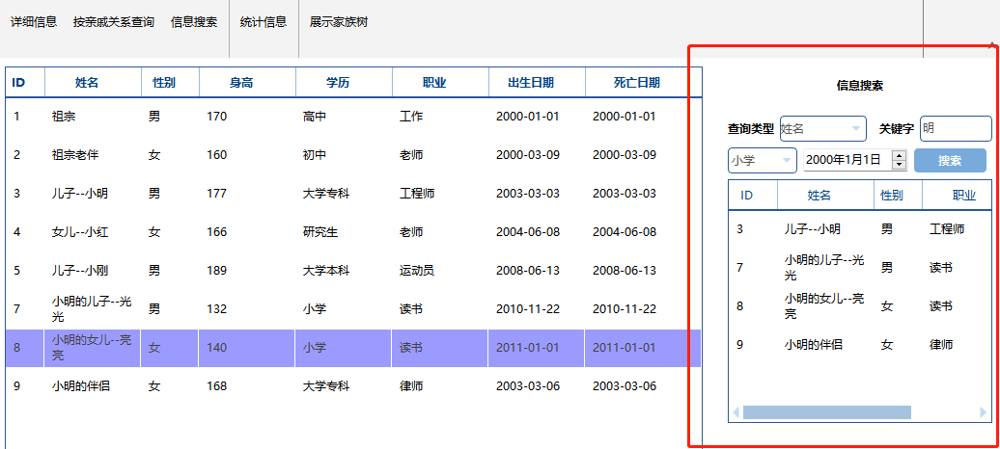 详细信息 按亲戚关系查询 信息搜索 统计信息 展示家族树
ID 姓名 性别 身高 学历 职业 出生日期 死亡日期
1 祖宗 男 170 高中 工作 2000-01-01 2000-01-01
2 祖宗老伴 女 160 初中 老师 2000-03-09 2000-03-09
3 儿子--小明 男 177 大学专科 工程师 2003-03-03 2003-03-03
4 女儿--小红 女 166 研究生 老师 2004-06-08 2004-06-08
5 儿子--小刚 男 189 大学本科 运动员 2008-06-13 2008-06-13
7 小明的儿子--光光 男 132 小学 读书 2010-11-22 2010-11-22
8 小明的女儿--亮亮 女 140 小学 读书 2011-01-01 2011-01-01
9 小明的伴侣 女 168 大学专科 律师 2003-03-06 2003-03-06
信息搜索
查询类型 姓名 关键字 明
小学 2000年1月1日 搜索
ID 姓名 性别 职业
3 儿子--小明 男 工程师
7 小明的儿子--光光 男 读书
8 小明的女儿--亮亮 女 读书
9 小明的伴侣 女 律师